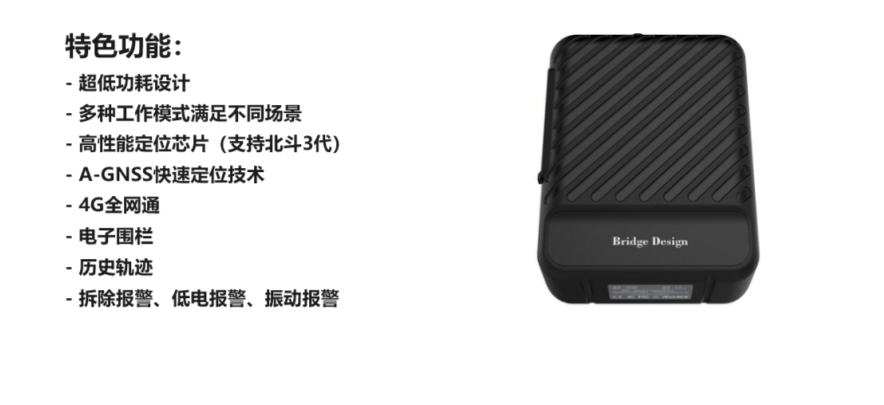 特色功能：
- 超低功耗设计
- 多种工作模式满足不同场景
- 高性能定位芯片（支持北斗3代）
- A-GNSS快速定位技术
- 4G全网通
- 电子围栏
- 历史轨迹
- 拆除报警、低电报警、振动报警
Bridge Design